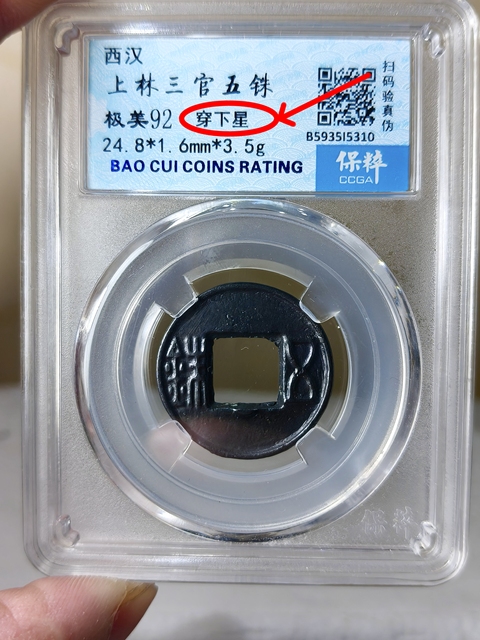 西汉
上林三官五铢
极美92 穿下星
24.8*1.6mm*3.5g
BAO CUI COINS RATING
扫码验真伪
B5935I5310
保粹
CCGA
五
铢